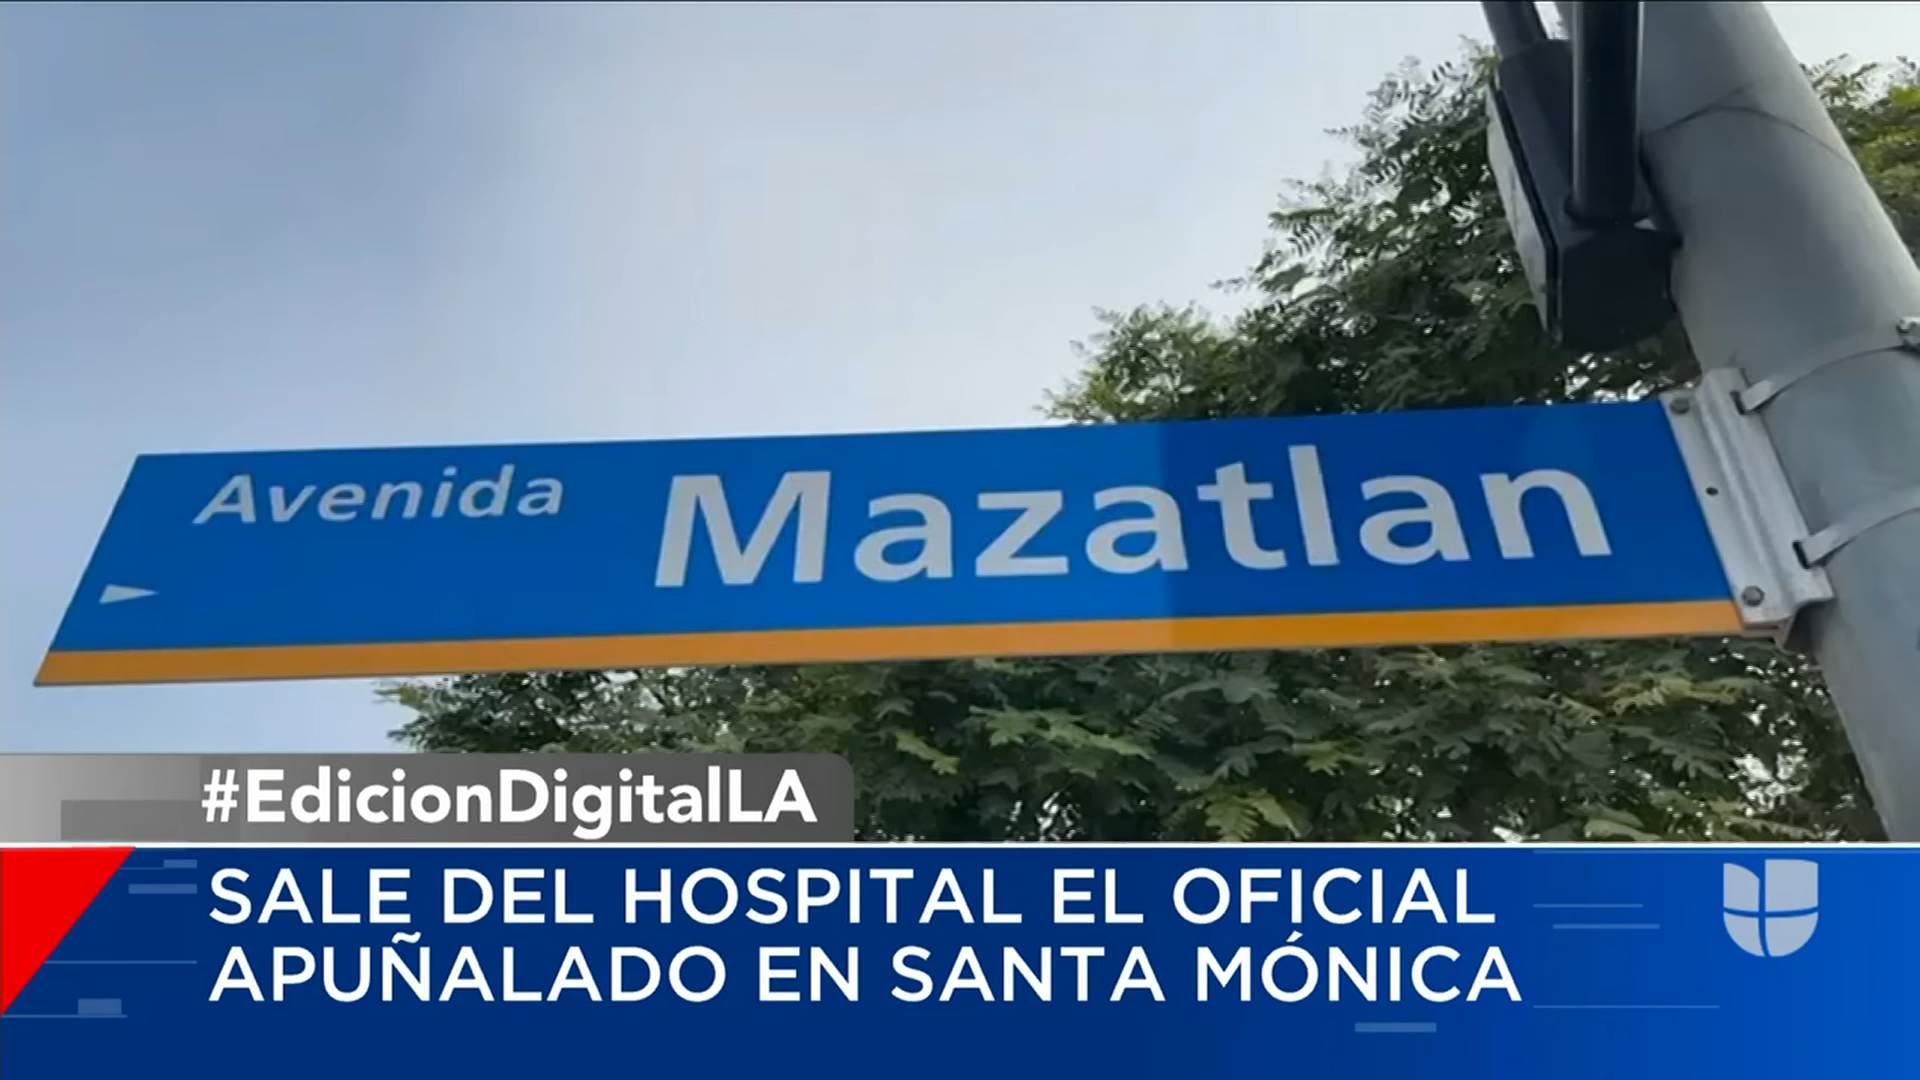 Avenida Mazatlan
#EdicionDigitalLA
SALE DEL HOSPITAL EL OFICIAL
APUÑALADO EN SANTA MÓNICA